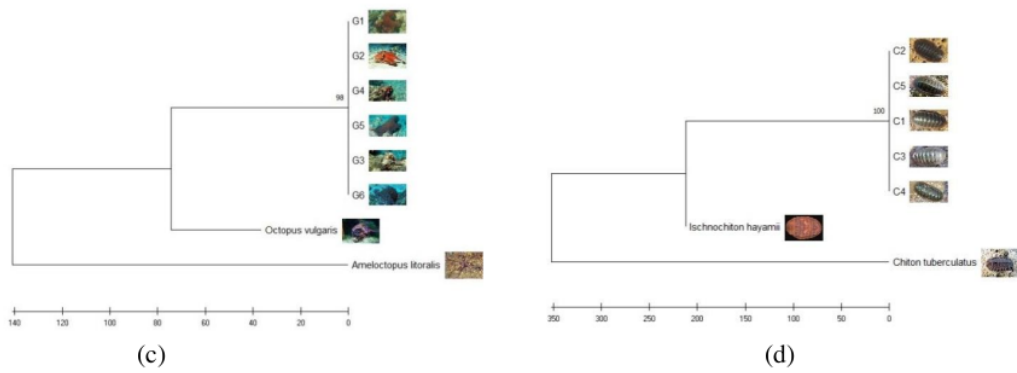 G1
G2
98
G4
G5
G3
G6
Octopus vulgaris
Ameloctopus litoralis
140 120 100 80 60 40 20 0
(c)
C2
C5
100
C1
C3
C4
Ischnochiton hayamii
Chiton tuberculatus
350 300 250 200 150 100 50 0
(d)